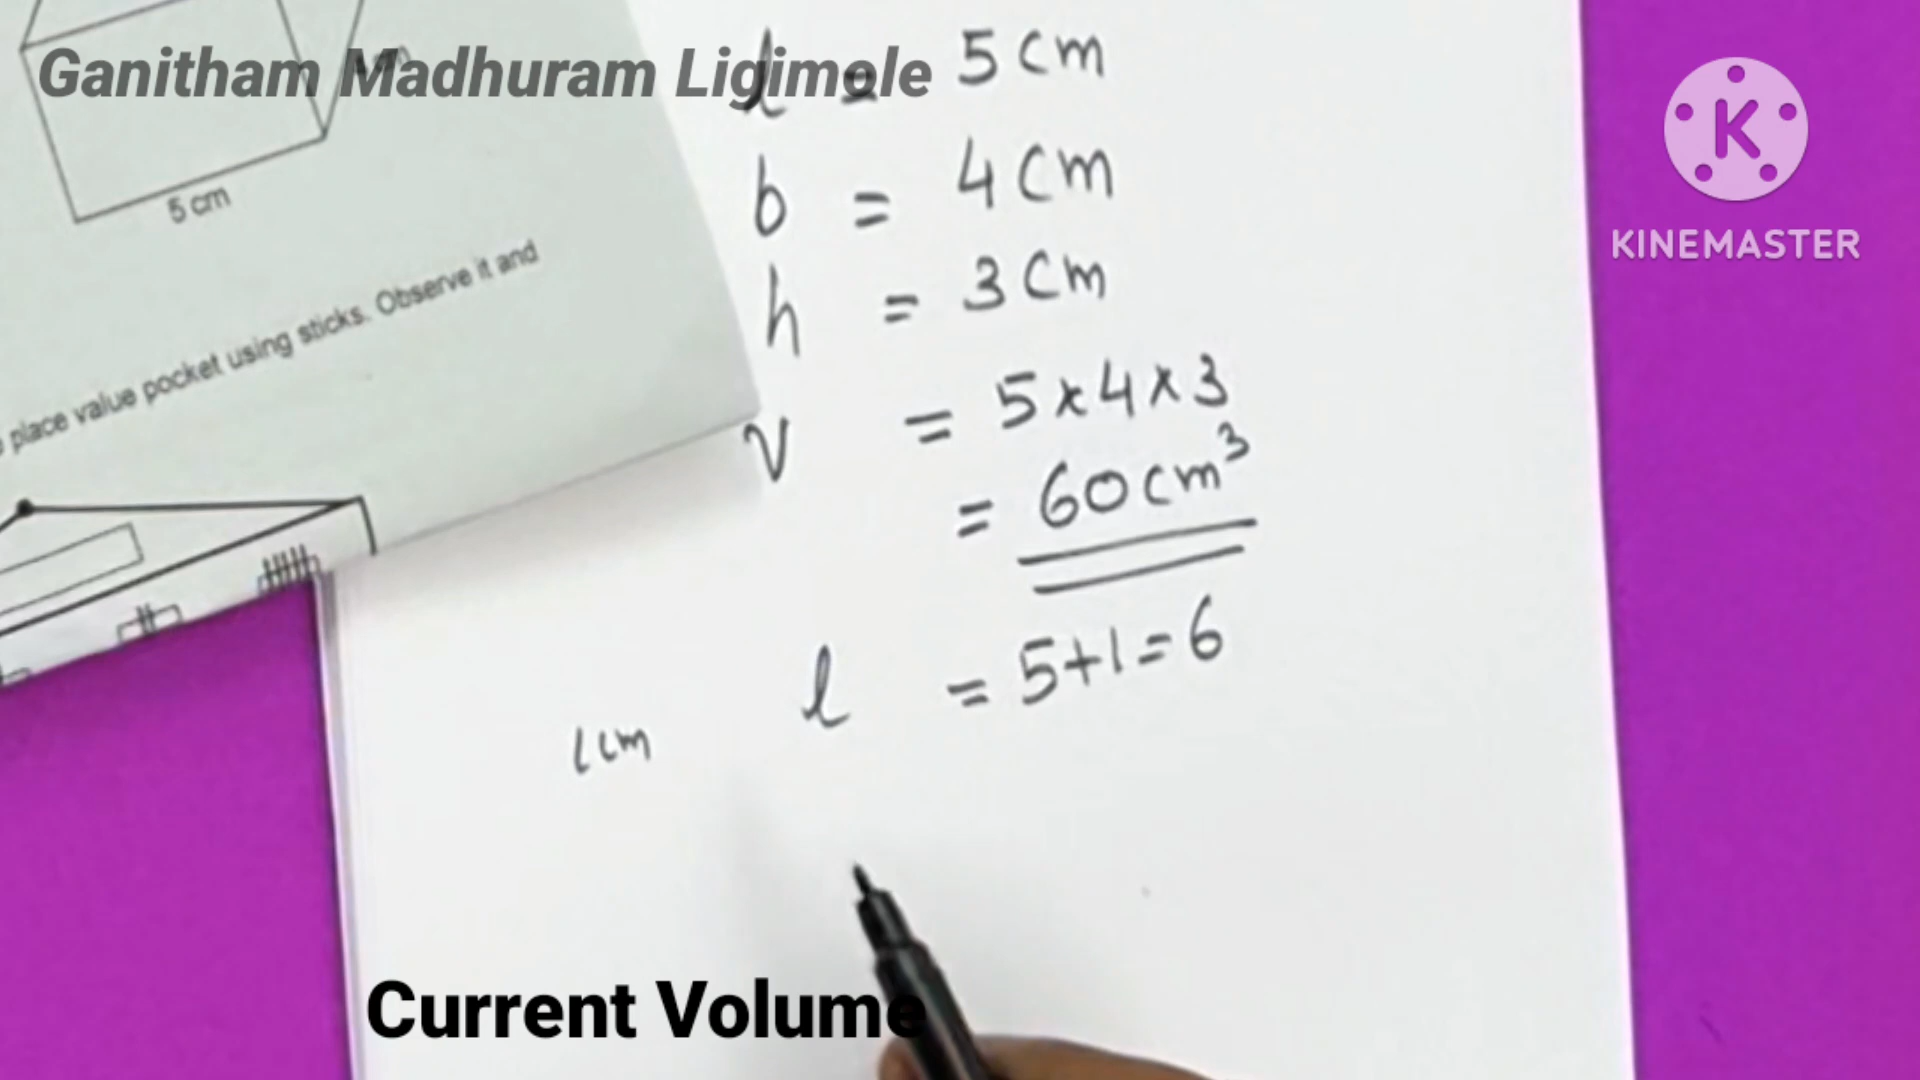 Ganitham Madhuram Ligimole
l = 5 cm
b = 4 cm
h = 3 cm
V = 5 x 4 x 3
= 60 cm³
l = 5+1=6
1cm
5 cm
place value pocket using sticks. Observe it and
K
KINEMASTER
Current Volume